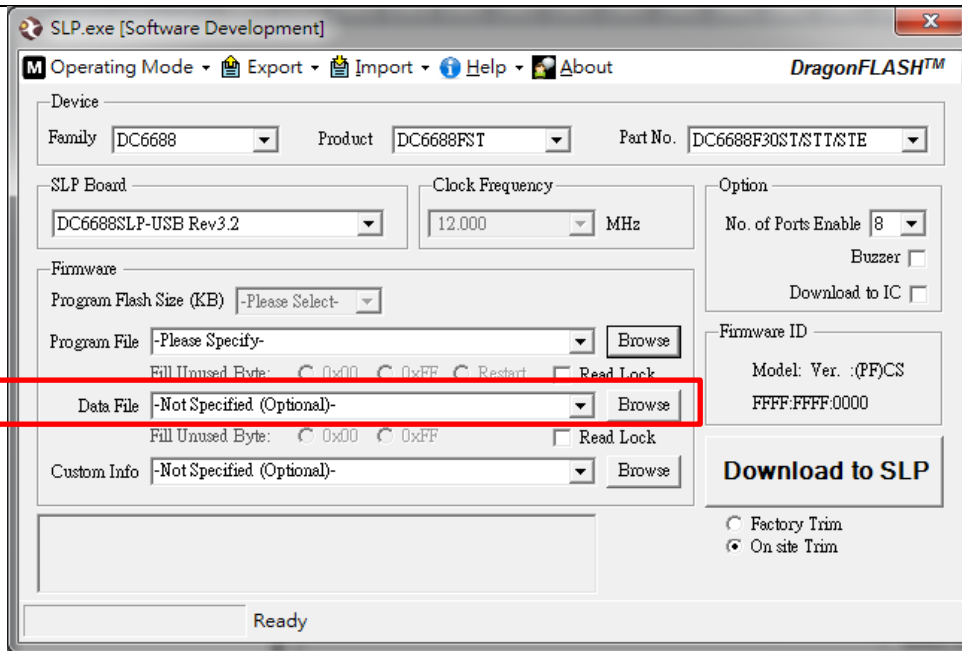 SLP.exe [Software Development]
M Operating Mode Export Import Help About DragonFLASH™
Device
Family DC6688 Product DC6688FST Part No. DC6688F30ST/STT/STE
SLP Board Clock Frequency Option
DC6688SLP-USB Rev3.2 12.000 MHz No. of Ports Enable 8
Buzzer
Firmware
Program Flash Size (KB) -Please Select- Download to IC
Program File -Please Specify- Browse Firmware ID
Fill Unused Byte: 0x00 0xFF Restart Read Lock Model: Ver. :(PF)CS
Data File -Not Specified (Optional)- Browse FFFF:FFFF:0000
Fill Unused Byte: 0x00 0xFF Read Lock
Custom Info -Not Specified (Optional)- Browse Download to SLP
Factory Trim
On site Trim
Ready